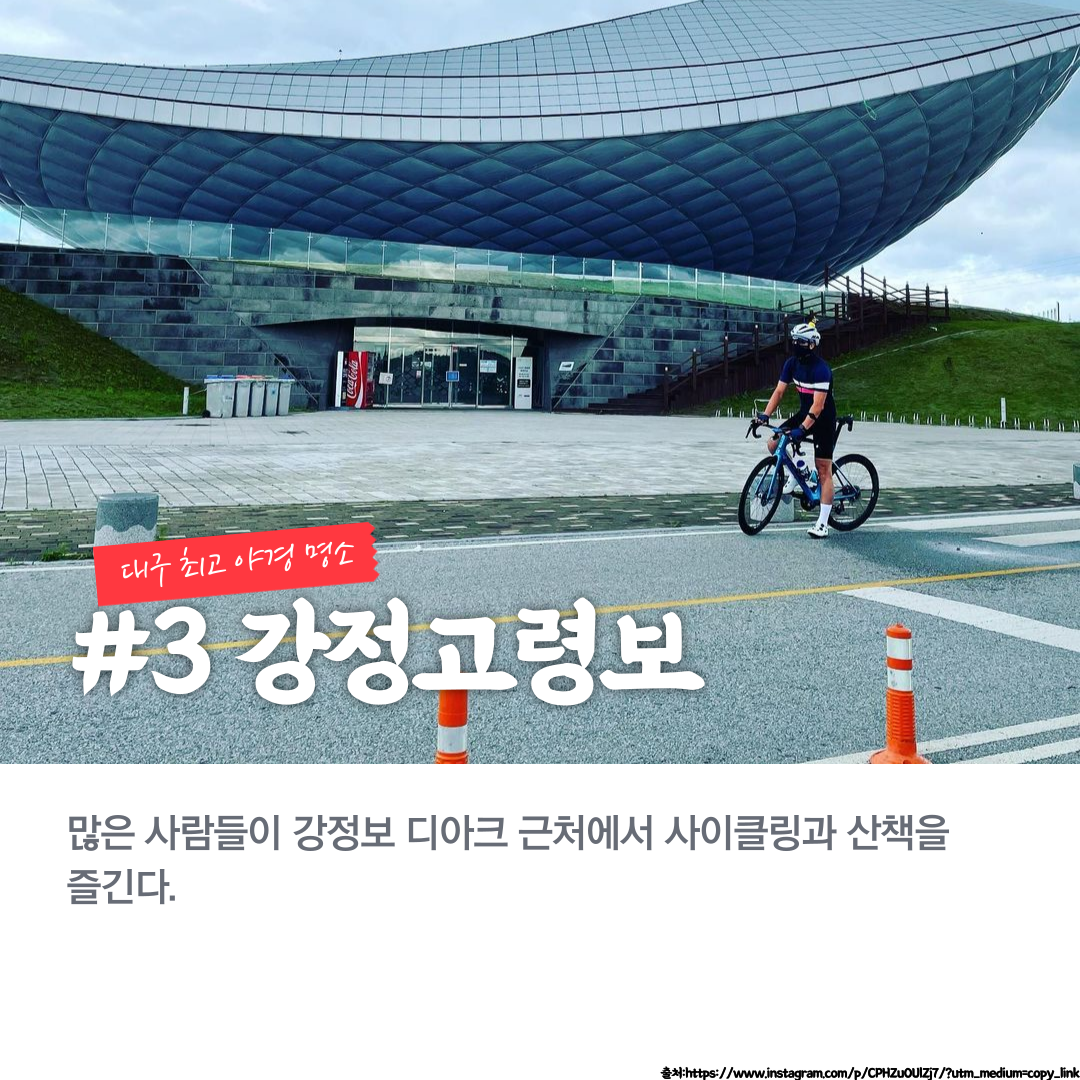 Coca-Cola
대구 최고 야경 명소
#3 강정고령보
많은 사람들이 강정보 디아크 근처에서 사이클링과 산책을
즐긴다.
출처:https://www.instagram.com/p/CPHZuOUlZj7/?utm_medium=copy_link